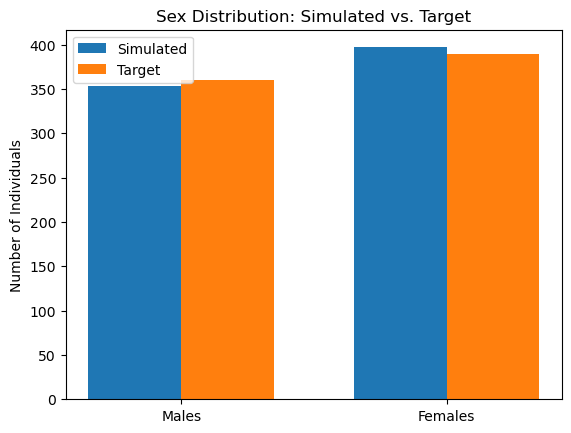 Sex Distribution: Simulated vs. Target
Simulated
Target
Number of Individuals
400
350
300
250
200
150
100
50
0
Males
Females